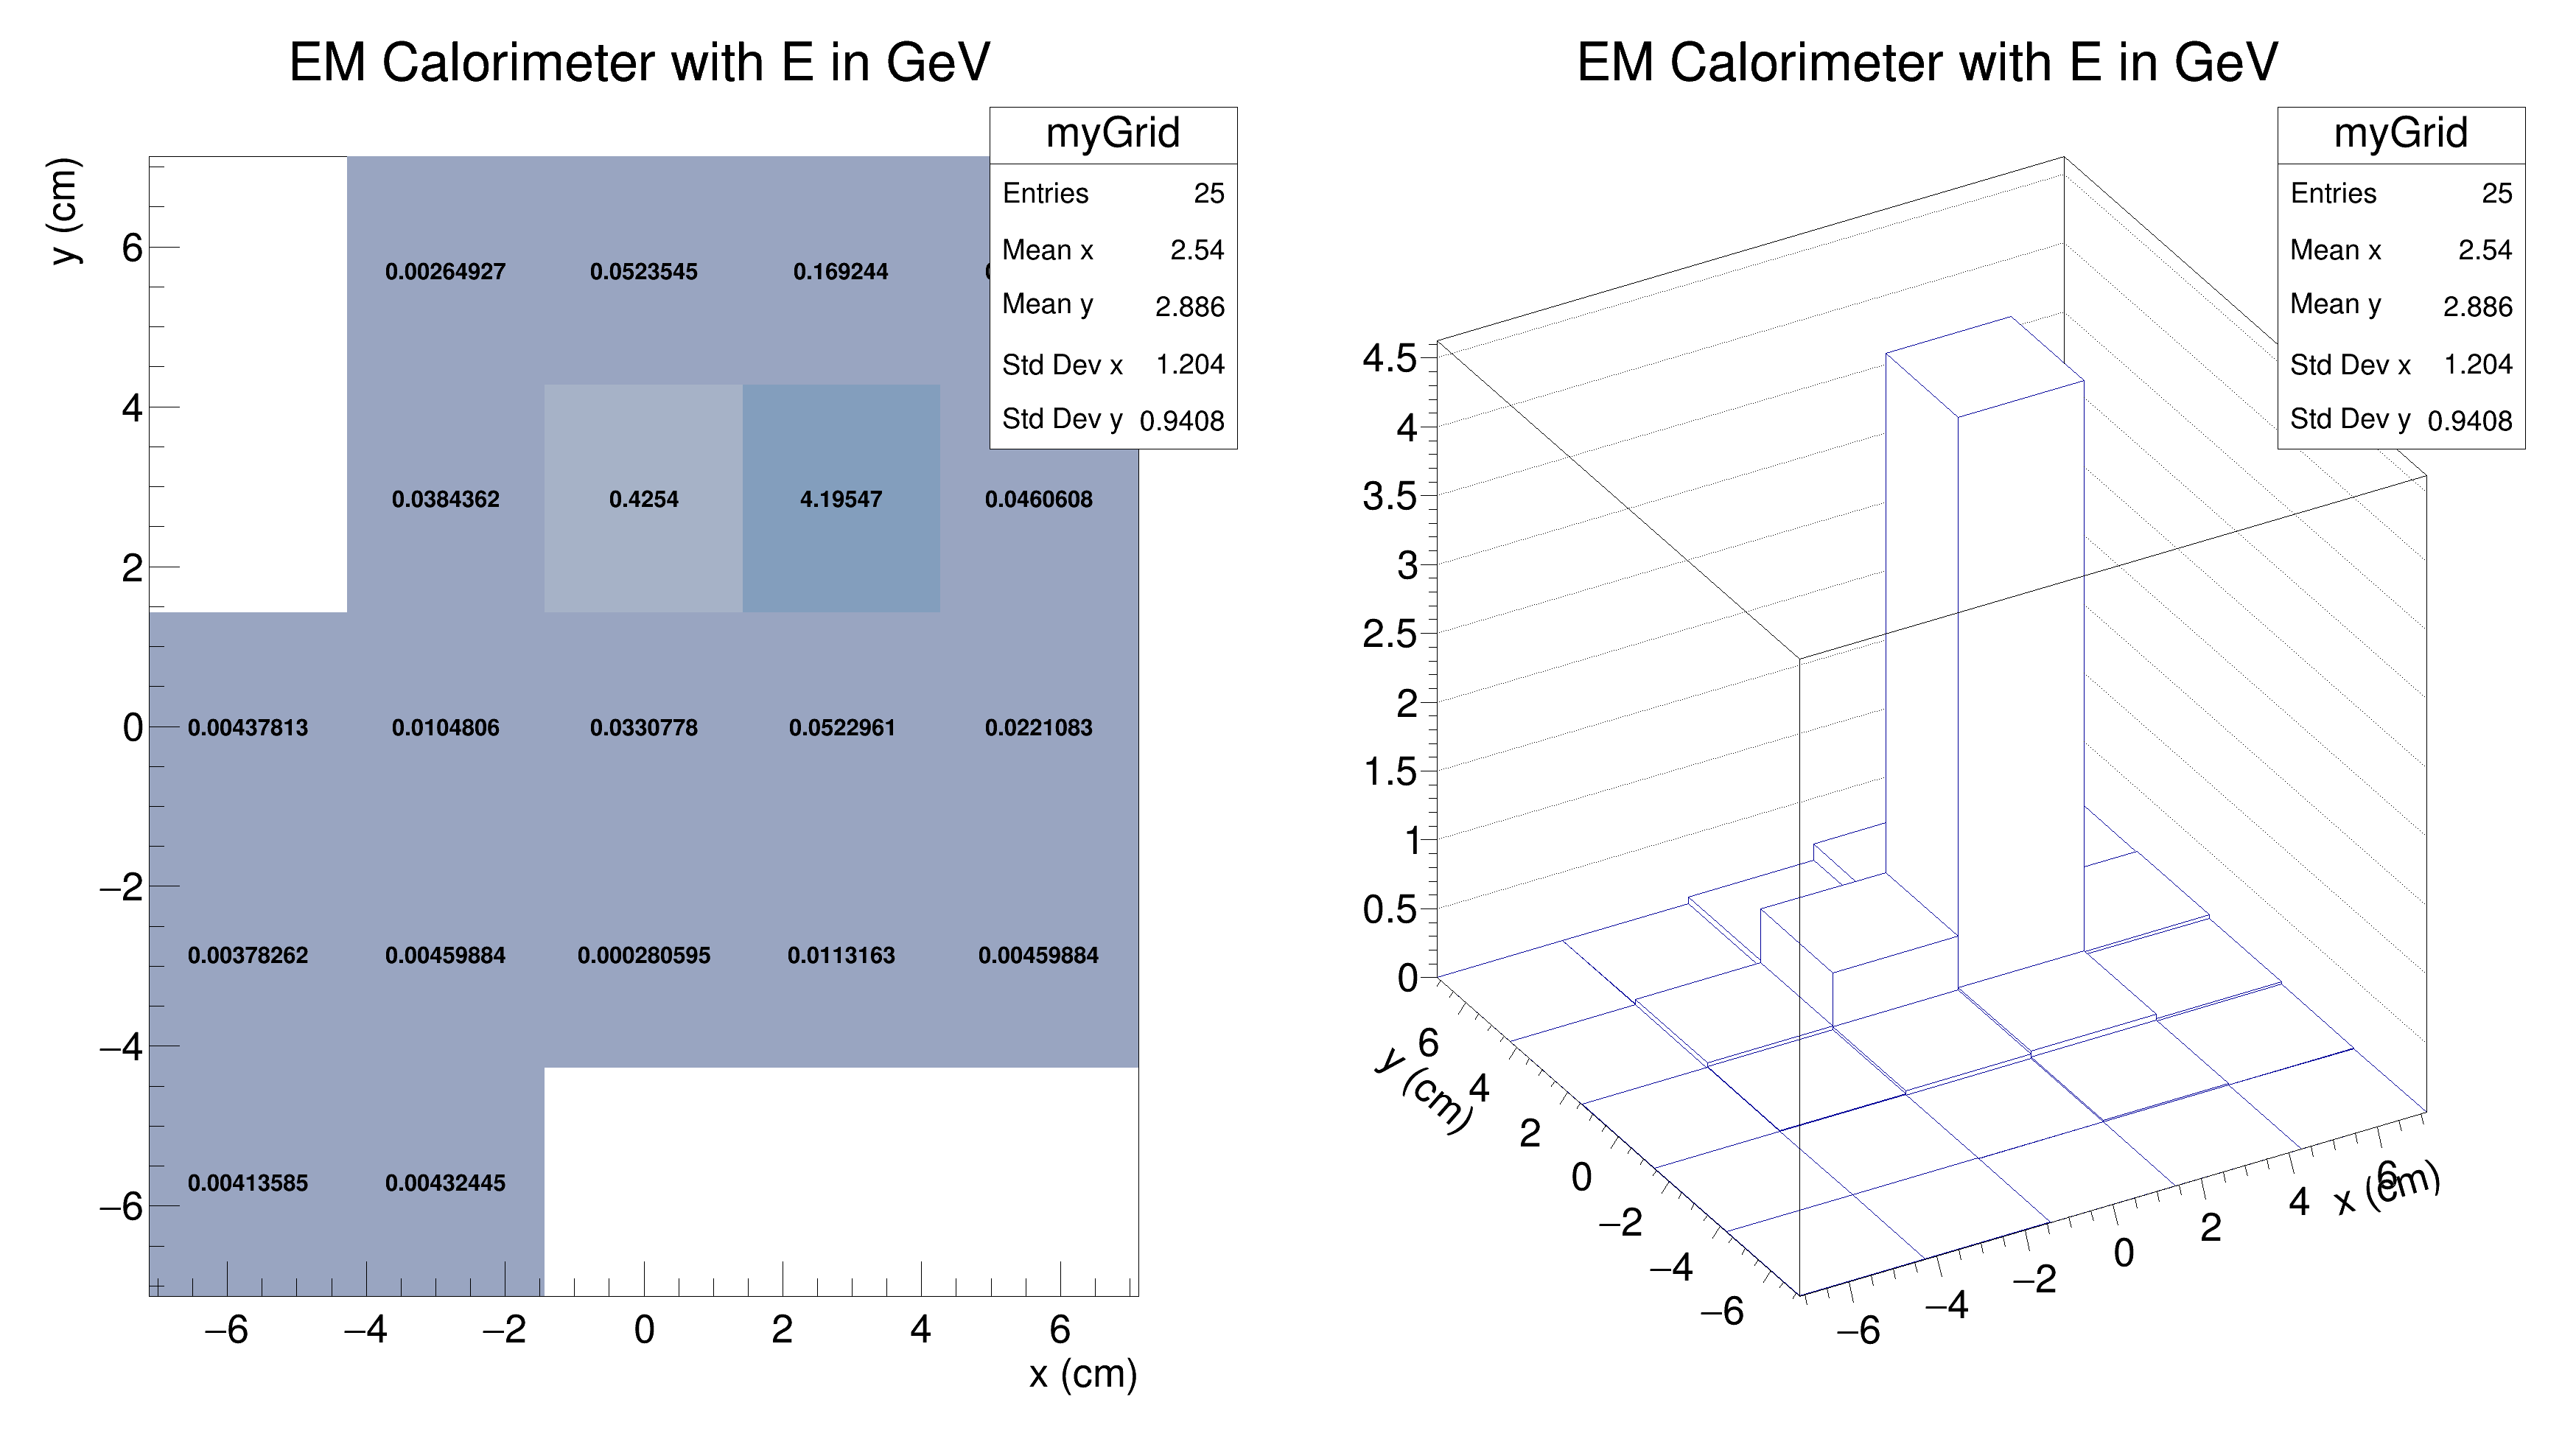 EM Calorimeter with E in GeV
myGrid
Entries 25
Mean x 2.54
Mean y 2.886
Std Dev x 1.204
Std Dev y 0.9408
y (cm)
6
4
2
0
−2
−4
−6
0.00264927 0.0523545 0.169244
0.0384362 0.4254 4.19547 0.0460608
0.00437813 0.0104806 0.0330778 0.0522961 0.0221083
0.00378262 0.00459884 0.000280595 0.0113163 0.00459884
0.00413585 0.00432445
−6 −4 −2 0 2 4 6
x (cm)
EM Calorimeter with E in GeV
myGrid
Entries 25
Mean x 2.54
Mean y 2.886
Std Dev x 1.204
Std Dev y 0.9408
4.5
4
3.5
3
2.5
2
1.5
1
0.5
0
6
4
2
0
−2
−4
−6
y (cm)
−6
−4
−2
0
2
4
6
x (cm)